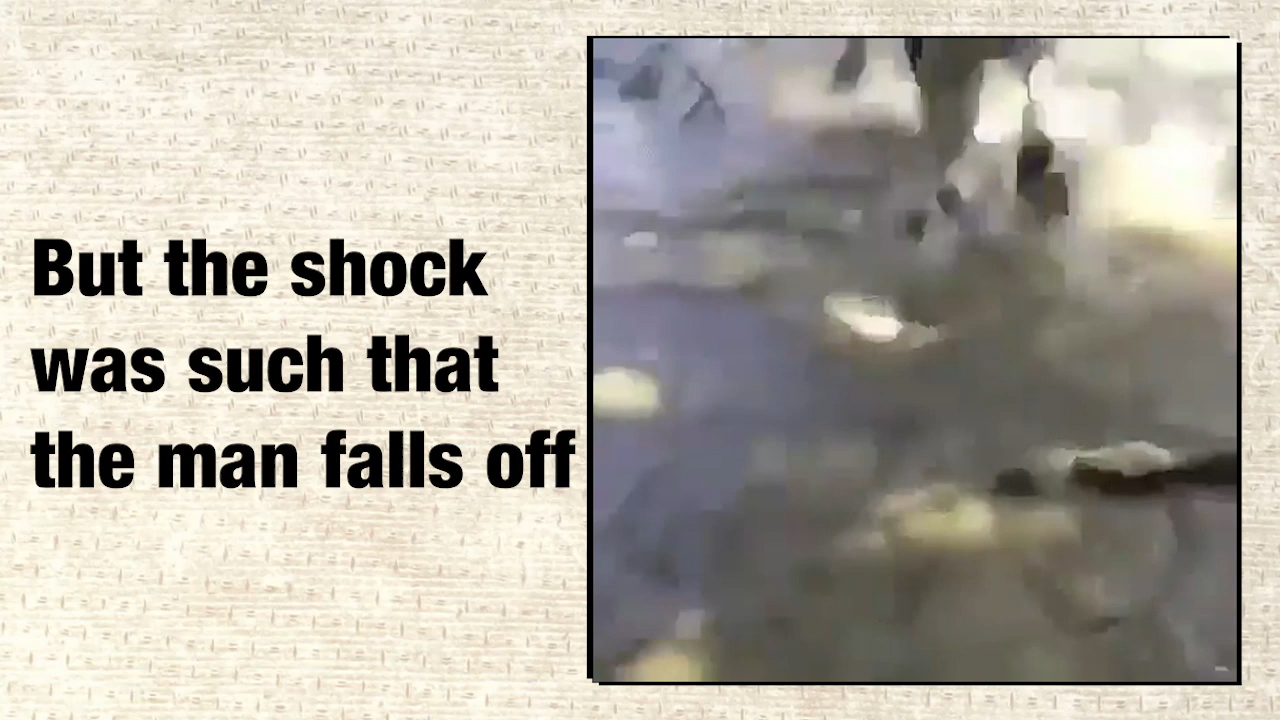 But the shock
was such that
the man falls off